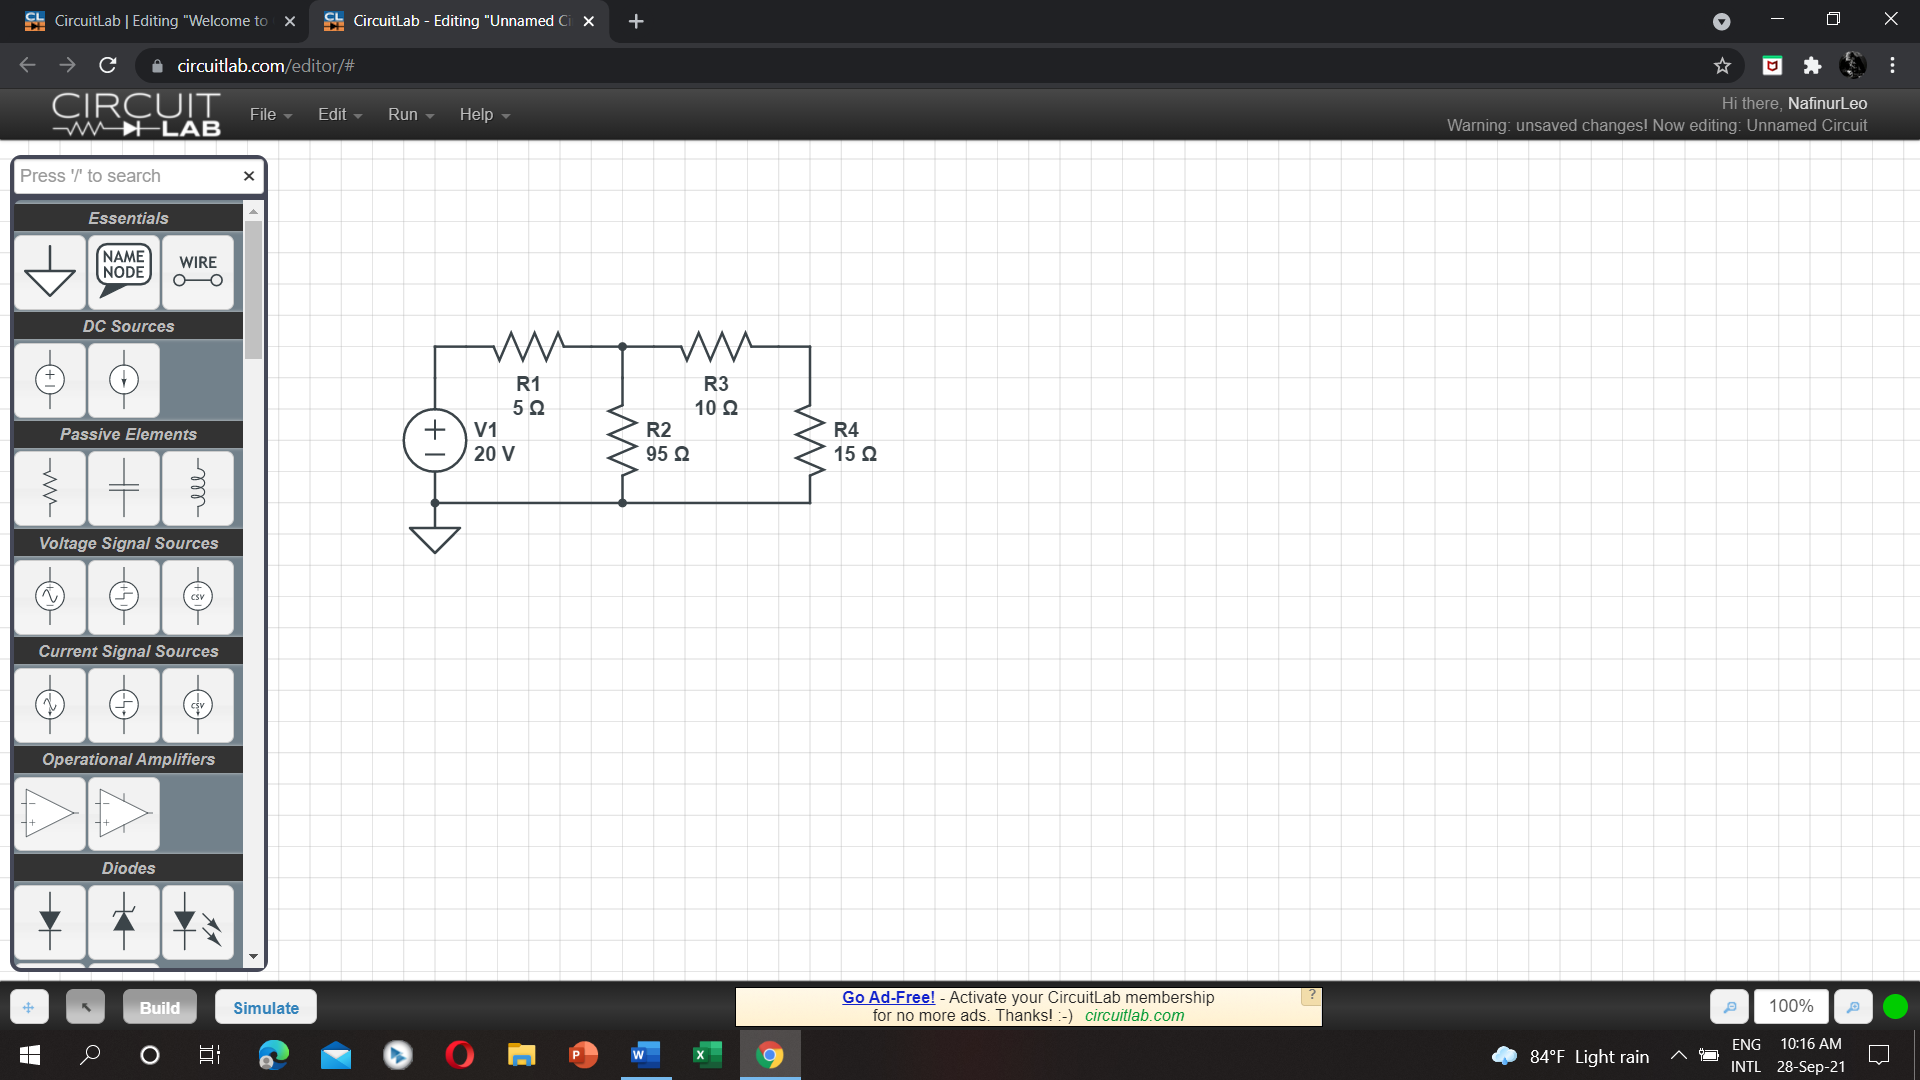 CircuitLab | Editing "Welcome to
CircuitLab - Editing "Unnamed Ci
circuitlab.com/editor/#
CIRCUIT
LAB
File
Edit
Run
Help
Hi there, NafinurLeo
Warning: unsaved changes! Now editing: Unnamed Circuit
Press '/' to search
Essentials
NAME
NODE
WIRE
DC Sources
Passive Elements
Voltage Signal Sources
csv
Current Signal Sources
csv
Operational Amplifiers
Diodes
R1
5 Ω
R3
10 Ω
V1
20 V
R2
95 Ω
R4
15 Ω
Build
Simulate
Go Ad-Free! - Activate your CircuitLab membership
for no more ads. Thanks! :-) circuitlab.com
?
100%
84°F Light rain
ENG
INTL
10:16 AM
28-Sep-21